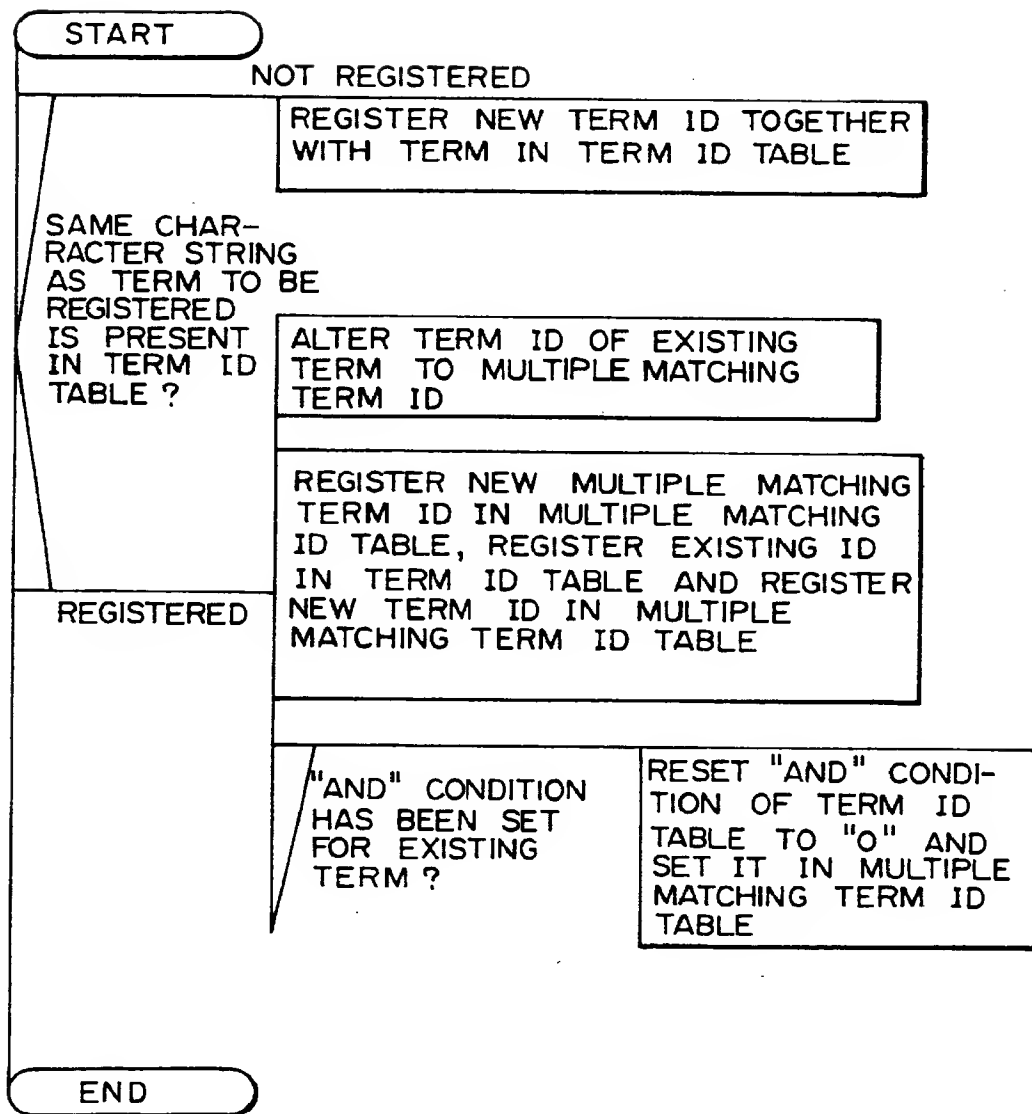 START
NOT REGISTERED
REGISTER NEW TERM ID TOGETHER
WITH TERM IN TERM ID TABLE
SAME CHAR-
RACTER STRING
AS TERM TO BE
REGISTERED
IS PRESENT
IN TERM ID
TABLE ?
ALTER TERM ID OF EXISTING
TERM TO MULTIPLE MATCHING
TERM ID
REGISTER NEW MULTIPLE MATCHING
TERM ID IN MULTIPLE MATCHING
ID TABLE, REGISTER EXISTING ID
IN TERM ID TABLE AND REGISTER
NEW TERM ID IN MULTIPLE
MATCHING TERM ID TABLE
REGISTERED
"AND" CONDITION
HAS BEEN SET
FOR EXISTING
TERM ?
RESET "AND" CONDI-
TION OF TERM ID
TABLE TO "O" AND
SET IT IN MULTIPLE
MATCHING TERM ID
TABLE
END